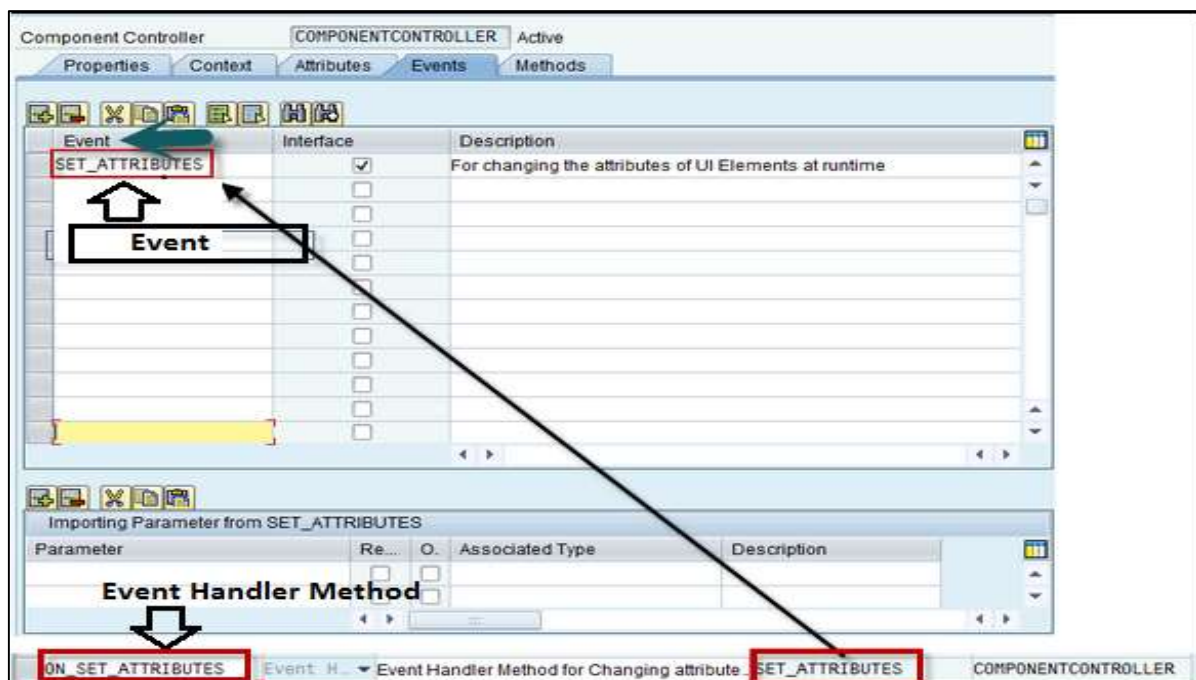 Component Controller COMPONENTCONTROLLER Active
Properties Context Attributes Events Methods
Event Interface Description
SET_ATTRIBUTES For changing the attributes of UI Elements at runtime
Event
Importing Parameter from SET_ATTRIBUTES
Parameter Re... O. Associated Type Description
Event Handler Method
ON_SET_ATTRIBUTES Event H... Event Handler Method for Changing attribute SET_ATTRIBUTES COMPONENTCONTROLLER